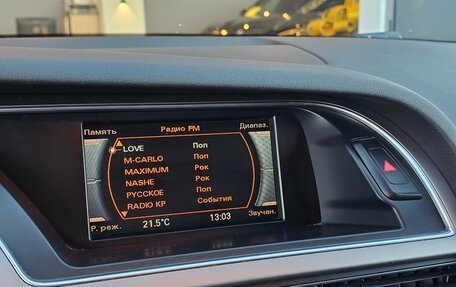 Память Радио FM Диапаз.
LOVE Поп
M-CARLO Поп
MAXIMUM Рок
NASHE Рок
РУССКОЕ Поп
RADIO KP События
Р. реж. 21.5°C 13:03 Звучан.